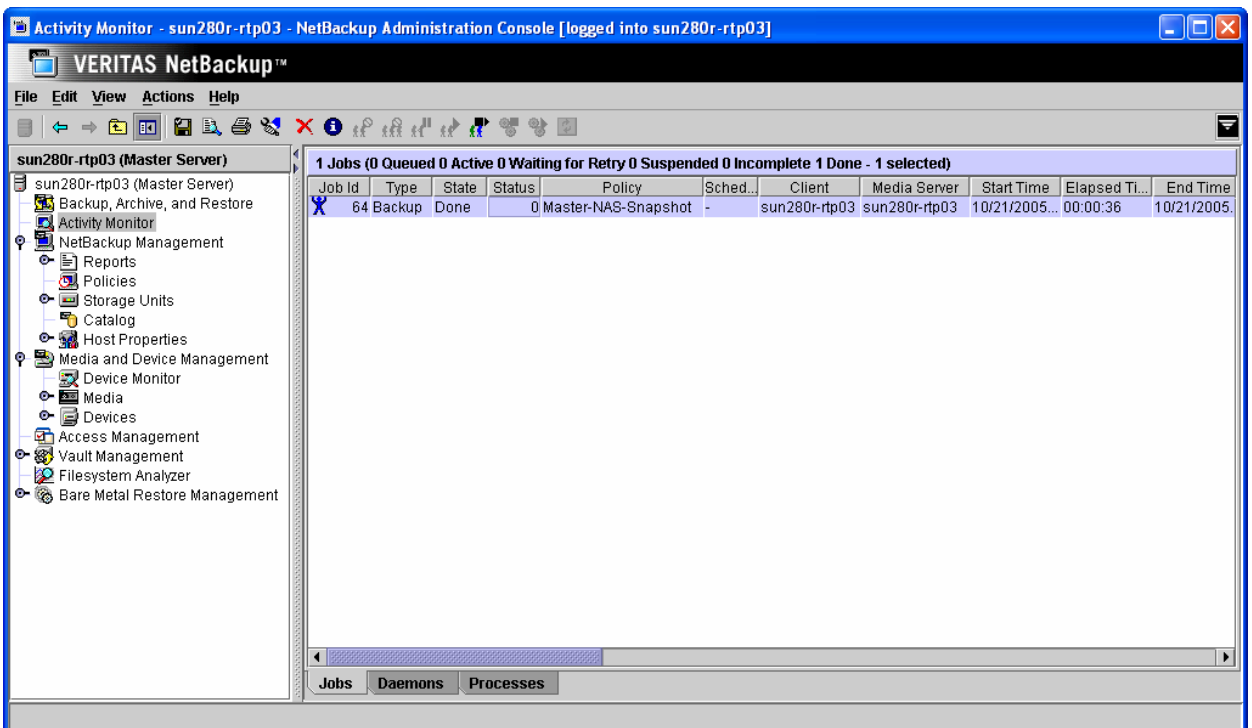 Activity Monitor - sun280r-rtp03 - NetBackup Administration Console [logged into sun280r-rtp03]
VERITAS NetBackup™
File Edit View Actions Help
sun280r-rtp03 (Master Server)
1 Jobs (0 Queued 0 Active 0 Waiting for Retry 0 Suspended 0 Incomplete 1 Done - 1 selected)
Job Id Type State Status Policy Sched... Client Media Server Start Time Elapsed Ti... End Time
64 Backup Done 0 Master-NAS-Snapshot - sun280r-rtp03 sun280r-rtp03 10/21/2005... 00:00:36 10/21/2005.
sun280r-rtp03 (Master Server)
Backup, Archive, and Restore
Activity Monitor
NetBackup Management
Reports
Policies
Storage Units
Catalog
Host Properties
Media and Device Management
Device Monitor
Media
Devices
Access Management
Vault Management
Filesystem Analyzer
Bare Metal Restore Management
Jobs Daemons Processes